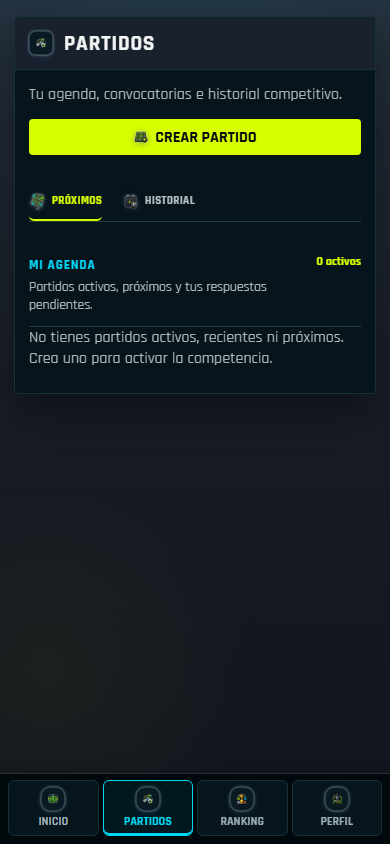 PARTIDOS
Tu agenda, convocatorias e historial competitivo.
CREAR PARTIDO
PRÓXIMOS
HISTORIAL
MI AGENDA
0 activos
Partidos activos, próximos y tus respuestas
pendientes.
No tienes partidos activos, recientes ni próximos.
Crea uno para activar la competencia.
INICIO
PARTIDOS
RANKING
PERFIL